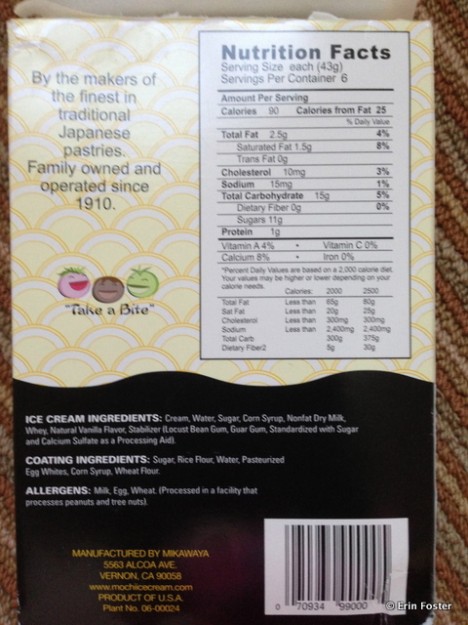 By the makers of
the finest in
traditional
Japanese
pastries.
Family owned and
operated since
1910.
"Take a Bite"
Nutrition Facts
Serving Size each (43g)
Servings Per Container 6
Amount Per Serving
Calories 90 Calories from Fat 25
% Daily Value
Total Fat 2.5g 4%
Saturated Fat 1.5g 8%
Trans Fat 0g
Cholesterol 10mg 3%
Sodium 15mg 1%
Total Carbohydrate 15g 5%
Dietary Fiber 0g 0%
Sugars 11g
Protein 1g
Vitamin A 4% • Vitamin C 0%
Calcium 8% • Iron 0%
*Percent Daily Values are based on a 2,000 calorie diet.
Your values may be higher or lower depending on your
calorie needs.
Calories: 2000 2500
Total Fat Less than 65g 80g
Sat Fat Less than 20g 25g
Cholesterol Less than 300mg 300mg
Sodium Less than 2,400mg 2,400mg
Total Carb 300g 375g
Dietary Fiber2 5g 30g
ICE CREAM INGREDIENTS: Cream, Water, Sugar, Corn Syrup, Nonfat Dry Milk,
Whey, Natural Vanilla Flavor, Stabilizer (Locust Bean Gum, Guar Gum, Standardized with Sugar
and Calcium Sulfate as a Processing Aid).
COATING INGREDIENTS: Sugar, Rice Flour, Water, Pasteurized
Egg Whites, Corn Syrup, Wheat Flour.
ALLERGENS: Milk, Egg, Wheat. (Processed in a facility that
processes peanuts and tree nuts).
MANUFACTURED BY MIKAWAYA
5563 ALCOA AVE.
VERNON, CA 90058
www.mochiicecream.com
PRODUCT OF U.S.A.
Plant No. 06-00024
0 70934 99000
© Erin Foster